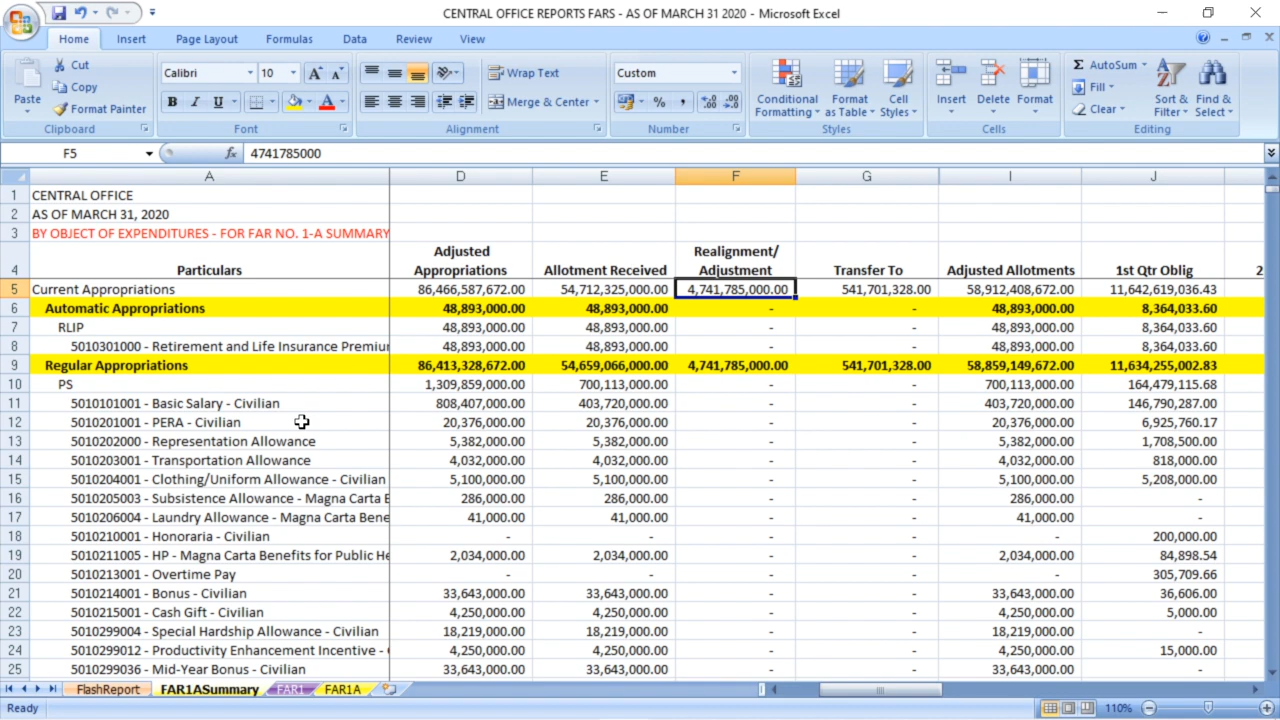 CENTRAL OFFICE REPORTS FARS - AS OF MARCH 31 2020 - Microsoft Excel
Home Insert Page Layout Formulas Data Review View
Paste Cut Copy Format Painter Clipboard
Calibri 10 A A B I U A Font
Wrap Text Merge & Center Alignment
Custom % , Number
Conditional Formatting Format as Table Cell Styles Styles
Insert Delete Format Cells
AutoSum Fill Clear Sort & Filter Find & Select Editing
F5 fx 4741785000
A D E F G I J
1 CENTRAL OFFICE
2 AS OF MARCH 31, 2020
3 BY OBJECT OF EXPENDITURES - FOR FAR NO. 1-A SUMMARY
4 Particulars Adjusted Appropriations Allotment Received Realignment/ Adjustment Transfer To Adjusted Allotments 1st Qtr Oblig 2
5 Current Appropriations 86,466,587,672.00 54,712,325,000.00 4,741,785,000.00 541,701,328.00 58,912,408,672.00 11,642,619,036.43
6 Automatic Appropriations 48,893,000.00 48,893,000.00 - - 48,893,000.00 8,364,033.60
7 RLIP 48,893,000.00 48,893,000.00 - - 48,893,000.00 8,364,033.60
8 5010301000 - Retirement and Life Insurance Premiur 48,893,000.00 48,893,000.00 - - 48,893,000.00 8,364,033.60
9 Regular Appropriations 86,413,328,672.00 54,659,066,000.00 4,741,785,000.00 541,701,328.00 58,859,149,672.00 11,634,255,002.83
10 PS 1,309,859,000.00 700,113,000.00 - - 700,113,000.00 164,479,115.68
11 5010101001 - Basic Salary - Civilian 808,407,000.00 403,720,000.00 - - 403,720,000.00 146,790,287.00
12 5010201001 - PERA - Civilian 20,376,000.00 20,376,000.00 - - 20,376,000.00 6,925,760.17
13 5010202000 - Representation Allowance 5,382,000.00 5,382,000.00 - - 5,382,000.00 1,708,500.00
14 5010203001 - Transportation Allowance 4,032,000.00 4,032,000.00 - - 4,032,000.00 818,000.00
15 5010204001 - Clothing/Uniform Allowance - Civilian 5,100,000.00 5,100,000.00 - - 5,100,000.00 5,208,000.00
16 5010205003 - Subsistence Allowance - Magna Carta B 286,000.00 286,000.00 - - 286,000.00 -
17 5010206004 - Laundry Allowance - Magna Carta Bene 41,000.00 41,000.00 - - 41,000.00 -
18 5010210001 - Honoraria - Civilian - - - - - 200,000.00
19 5010211005 - HP - Magna Carta Benefits for Public He 2,034,000.00 2,034,000.00 - - 2,034,000.00 84,898.54
20 5010213001 - Overtime Pay - - - - - 305,709.66
21 5010214001 - Bonus - Civilian 33,643,000.00 33,643,000.00 - - 33,643,000.00 36,606.00
22 5010215001 - Cash Gift - Civilian 4,250,000.00 4,250,000.00 - - 4,250,000.00 5,000.00
23 5010299004 - Special Hardship Allowance - Civilian 18,219,000.00 18,219,000.00 - - 18,219,000.00 -
24 5010299012 - Productivity Enhancement Incentive - 4,250,000.00 4,250,000.00 - - 4,250,000.00 15,000.00
25 5010299036 - Mid-Year Bonus - Civilian 33,643,000.00 33,643,000.00 - - 33,643,000.00 -
FlashReport FAR1ASummary FAR1 FAR1A
Ready 110%